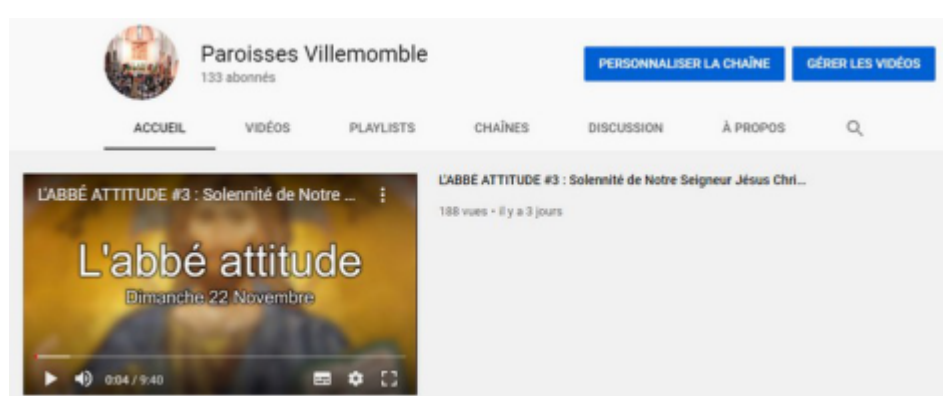 Paroisses Villemomble
133 abonnés
PERSONNALISER LA CHAÎNE
GÉRER LES VIDÉOS
ACCUEIL
VIDÉOS
PLAYLISTS
CHAÎNES
DISCUSSION
À PROPOS
L'ABBÉ ATTITUDE #3 : Solennité de Notre ...
L'abbé attitude
Dimanche 22 Novembre
0:04 / 9:40
L'ABBÉ ATTITUDE #3 : Solennité de Notre Seigneur Jésus Chri...
188 vues • il y a 3 jours